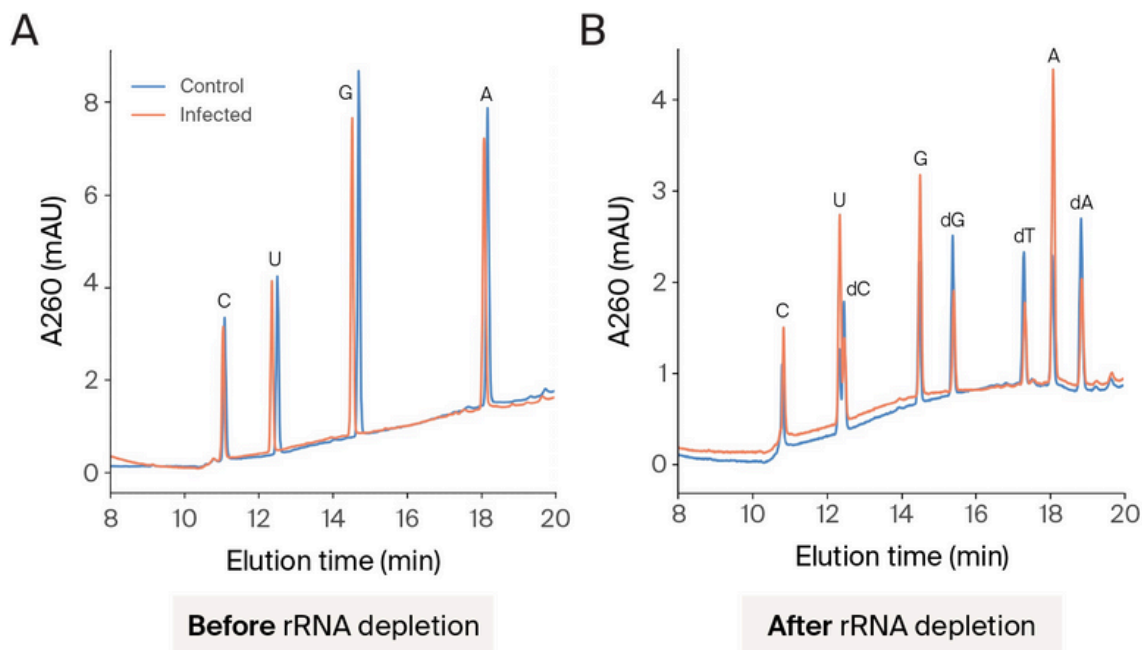 A
B
Control
Infected
C
U
G
A
8
6
4
2
0
A260 (mAU)
8
10
12
14
16
18
20
Elution time (min)
Before rRNA depletion
C
U
dC
G
dG
dT
A
dA
4
3
2
1
0
A260 (mAU)
8
10
12
14
16
18
20
Elution time (min)
After rRNA depletion